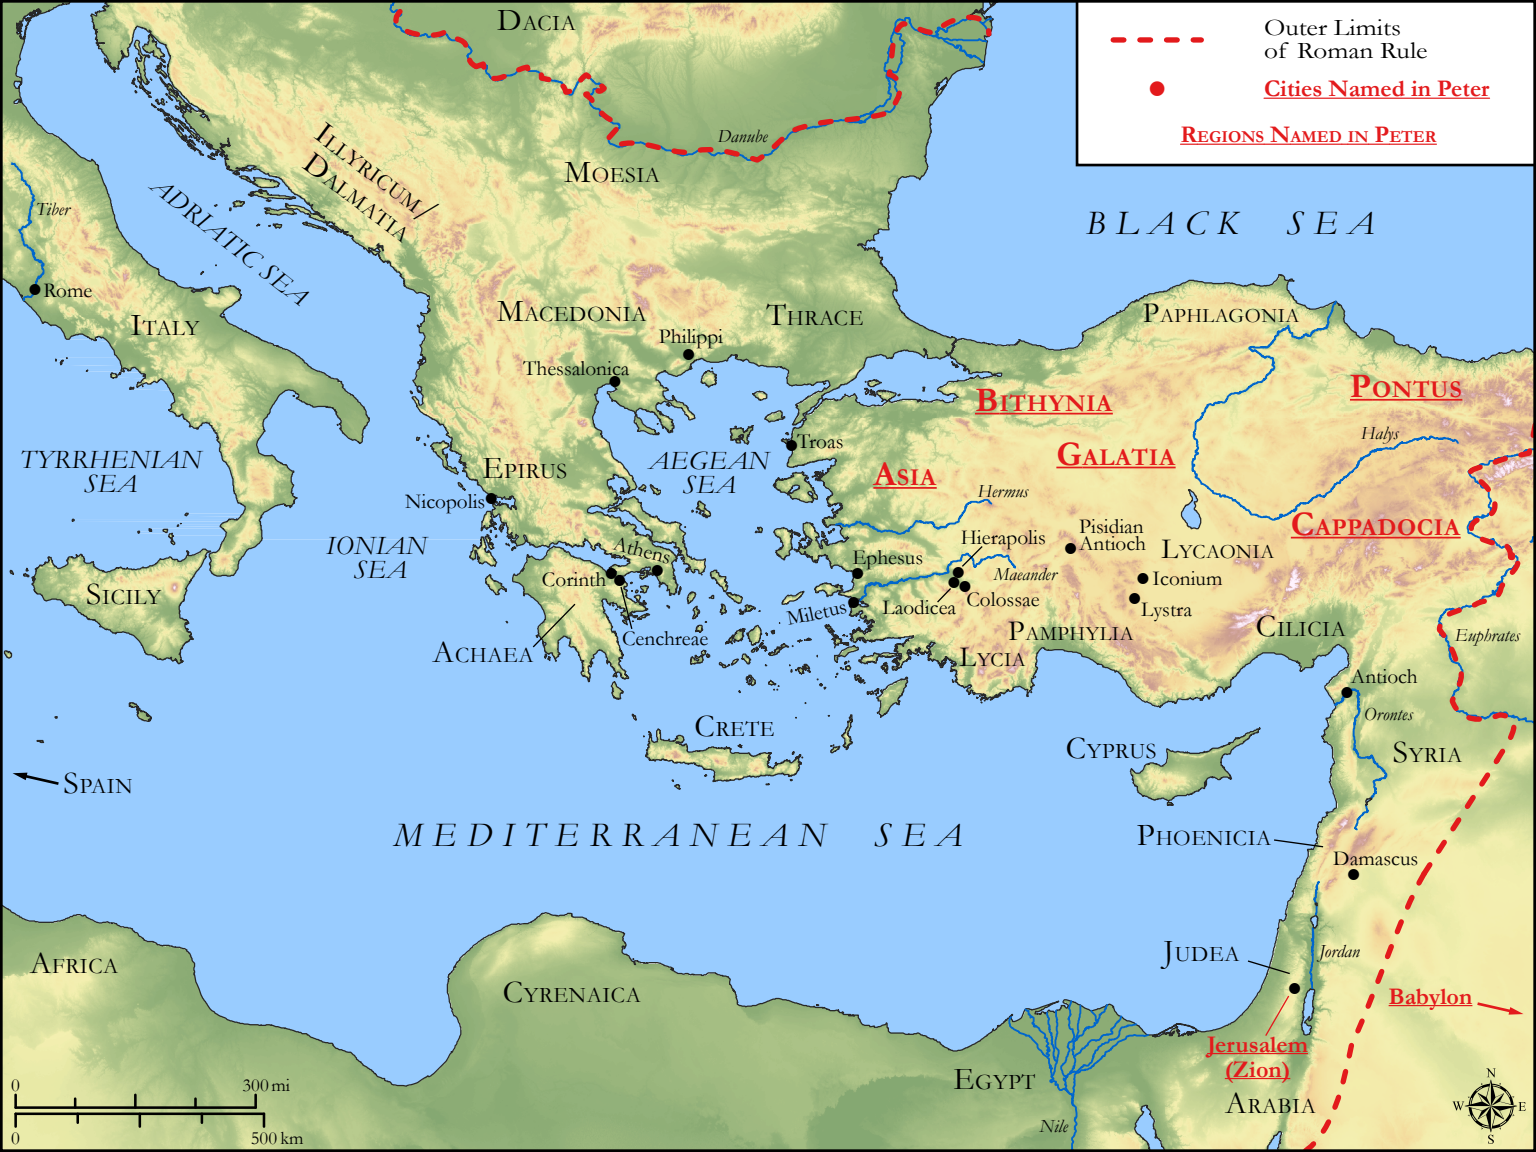 DACIA
Outer Limits
of Roman Rule
Cities Named in Peter
REGIONS NAMED IN PETER
Danube
ILLYRICUM/
DALMATIA
MOESIA
Tiber
ADRIATIC SEA
BLACK SEA
Rome
ITALY
MACEDONIA
THRACE
PAPHLAGONIA
Philippi
Thessalonica
BITHYNIA
PONTUS
Halys
Troas
GALATIA
TYRRHENIAN
SEA
EPIRUS
AEGEAN
SEA
ASIA
Hermus
Nicopolis
CAPPADOCIA
IONIAN
SEA
Athens
Ephesus
Hierapolis
Pisidian
Antioch
LYCAONIA
Corinth
Maeander
Iconium
SICILY
Miletus
Laodicea
Colossae
Lystra
Cenchreae
PAMPHYLIA
CILICIA
Euphrates
ACHAEA
LYCIA
Antioch
Orontes
CRETE
CYPRUS
SYRIA
SPAIN
MEDITERRANEAN SEA
PHOENICIA
Damascus
JUDEA
Jordan
AFRICA
CYRENAICA
Babylon
Jerusalem
(Zion)
EGYPT
ARABIA
Nile
0 300 mi
0 500 km
N
W E
S